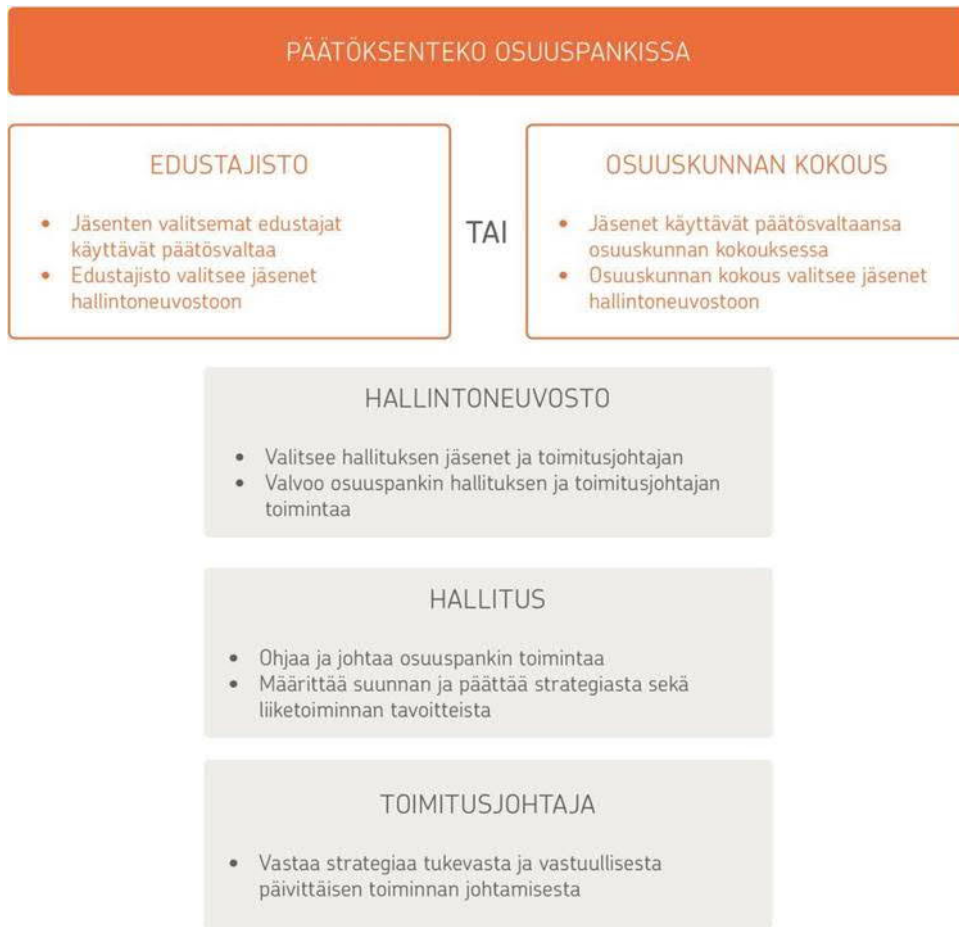 PÄÄTÖKSENTEKO OSUUSPANKISSA
EDUSTAJISTO
• Jäsenten valitsemat edustajat
käyttävät päätösvaltaa
• Edustajisto valitsee jäsenet
hallintoneuvostoon
TAI
OSUUSKUNNAN KOKOUS
• Jäsenet käyttävät päätösvaltaansa
osuuskunnan kokouksessa
• Osuuskunnan kokous valitsee jäsenet
hallintoneuvostoon
HALLINTONEUVOSTO
• Valitsee hallituksen jäsenet ja toimitusjohtajan
• Valvoo osuuspankin hallituksen ja toimitusjohtajan
toimintaa
HALLITUS
• Ohjaa ja johtaa osuuspankin toimintaa
• Määrittää suunnan ja päättää strategiasta sekä
liiketoiminnan tavoitteista
TOIMITUSJOHTAJA
• Vastaa strategiaa tukevasta ja vastuullisesta
päivittäisen toiminnan johtamisesta